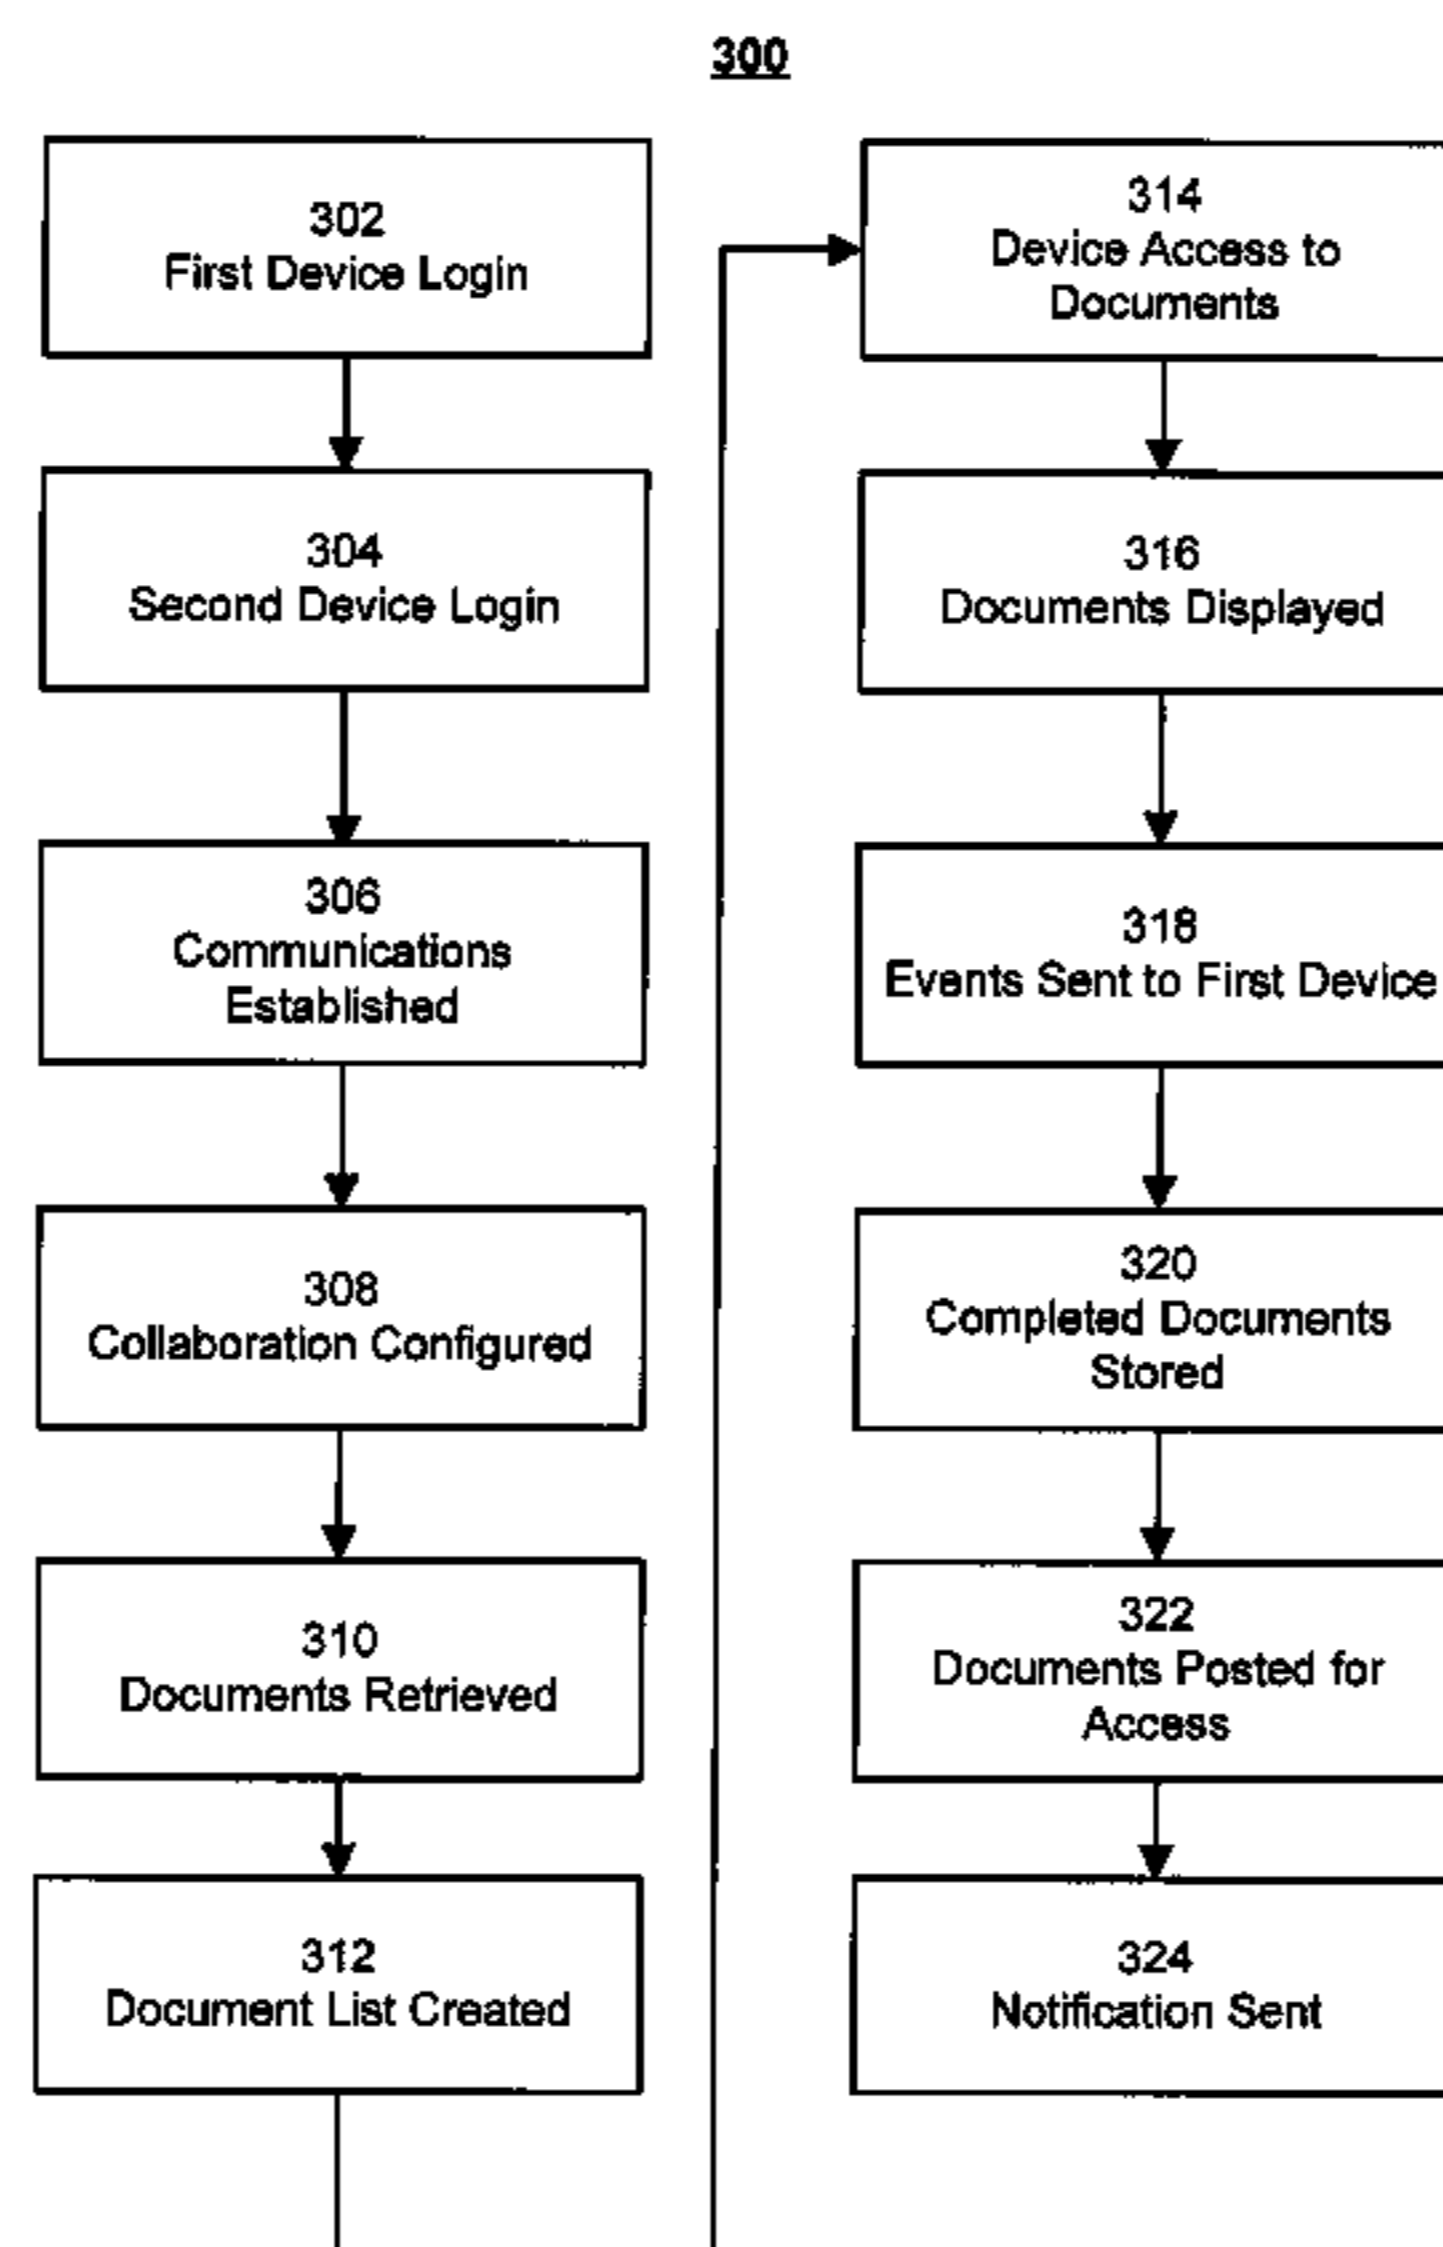 300
302
First Device Login
304
Second Device Login
306
Communications
Established
308
Collaboration Configured
310
Documents Retrieved
312
Document List Created
314
Device Access to
Documents
316
Documents Displayed
318
Events Sent to First Device
320
Completed Documents
Stored
322
Documents Posted for
Access
324
Notification Sent